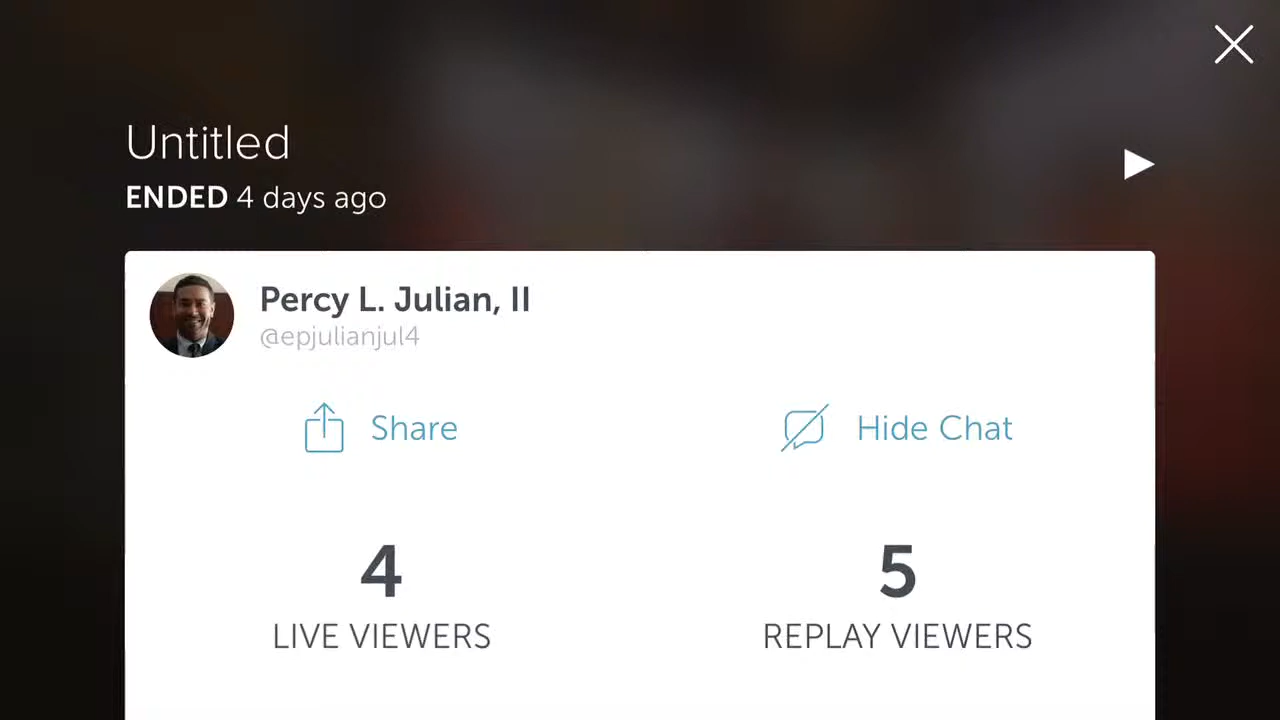 Untitled
ENDED 4 days ago
Percy L. Julian, II
@epjulianjul4
Share
Hide Chat
4
LIVE VIEWERS
5
REPLAY VIEWERS